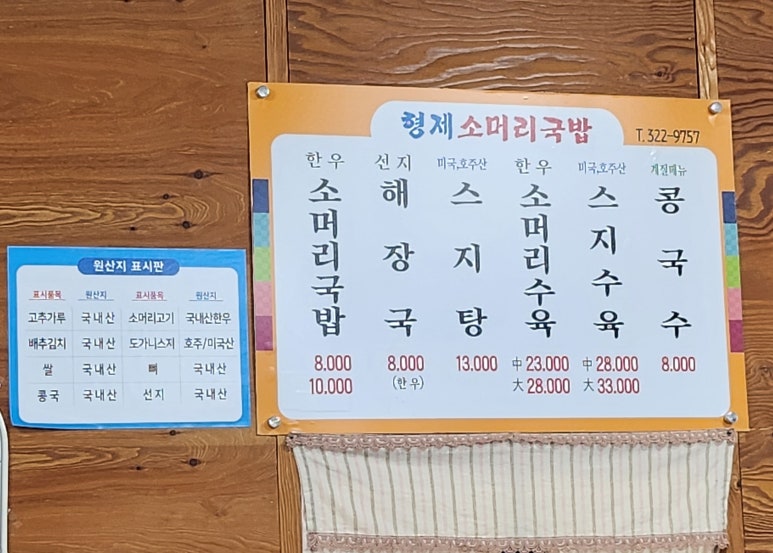 원산지 표시판
표시품목 원산지 표시품목 원산지
고추가루 국내산 소머리고기 국내산한우
배추김치 국내산 도가니스지 호주/미국산
쌀 국내산 뼈 국내산
콩국 국내산 선지 국내산
형제소머리국밥
T.322-9757
한우 소머리국밥 8.000 10.000
선지 해장국 8.000 (한우)
미국,호주산 스지탕 13.000
한우 소머리수육 中 23.000 大 28.000
미국,호주산 스지수육 中 28.000 大 33.000
계절메뉴 콩국수 8.000